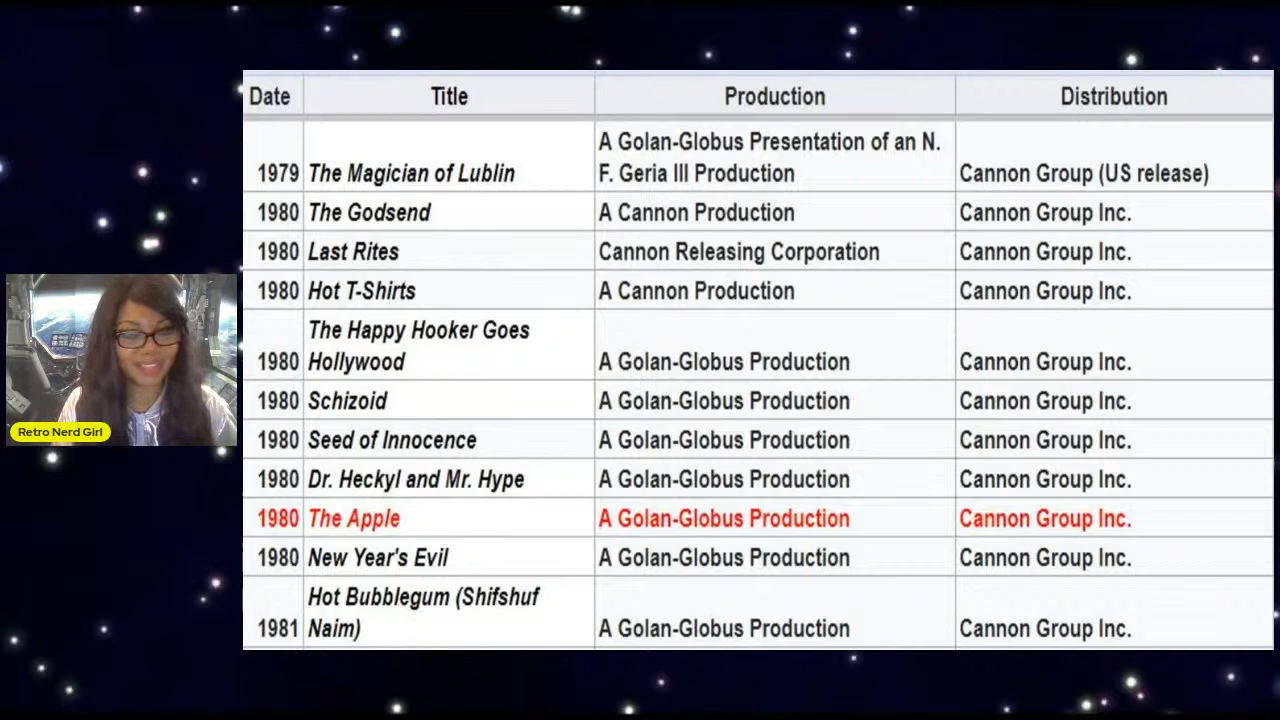 Date Title Production Distribution
A Golan-Globus Presentation of an N.
1979 The Magician of Lublin F. Geria III Production Cannon Group (US release)
1980 The Godsend A Cannon Production Cannon Group Inc.
1980 Last Rites Cannon Releasing Corporation Cannon Group Inc.
1980 Hot T-Shirts A Cannon Production Cannon Group Inc.
The Happy Hooker Goes
1980 Hollywood A Golan-Globus Production Cannon Group Inc.
1980 Schizoid A Golan-Globus Production Cannon Group Inc.
1980 Seed of Innocence A Golan-Globus Production Cannon Group Inc.
1980 Dr. Heckyl and Mr. Hype A Golan-Globus Production Cannon Group Inc.
1980 The Apple A Golan-Globus Production Cannon Group Inc.
1980 New Year's Evil A Golan-Globus Production Cannon Group Inc.
Hot Bubblegum (Shifshuf
1981 Naim) A Golan-Globus Production Cannon Group Inc.
Retro Nerd Girl